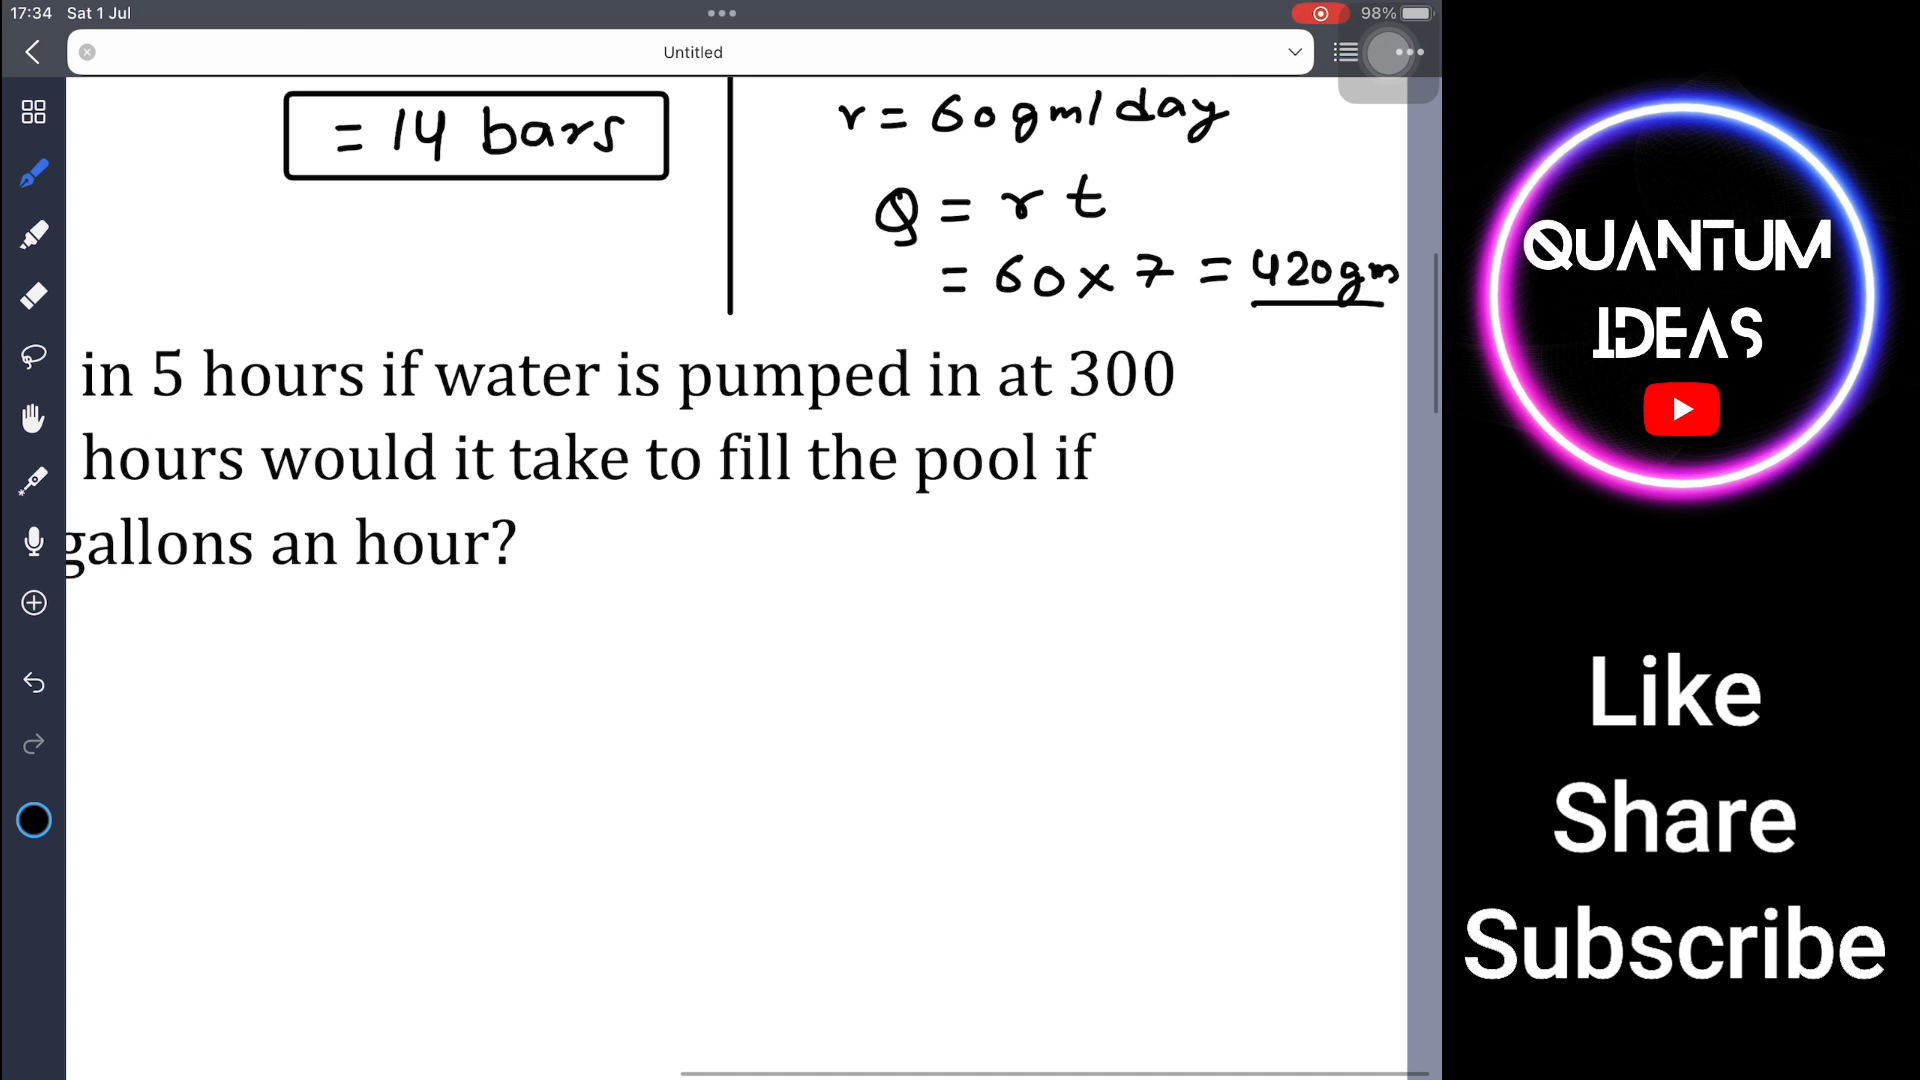 17:34 Sat 1 Jul
98%
Untitled
= 14 bars
r = 60gm/day
Q = r t
= 60 x 7 = 420gm
in 5 hours if water is pumped in at 300
hours would it take to fill the pool if
gallons an hour?
QUANTUM
IDEAS
Like
Share
Subscribe